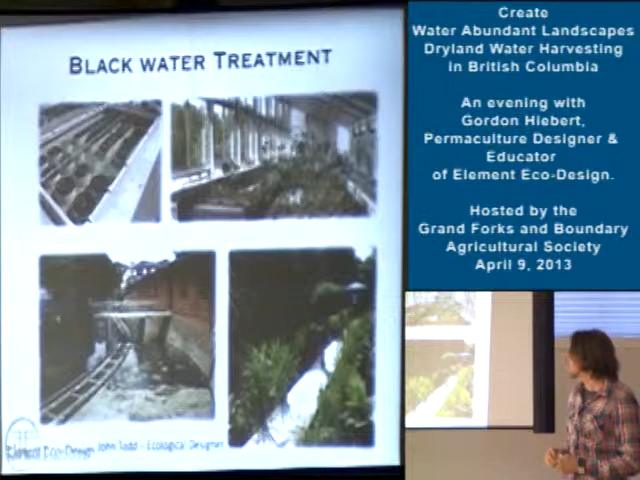 BLACK WATER TREATMENT
Element Eco-Design John Todd - Ecological Designer
Create
Water Abundant Landscapes
Dryland Water Harvesting
in British Columbia
An evening with
Gordon Hiebert,
Permaculture Designer &
Educator
of Element Eco-Design.
Hosted by the
Grand Forks and Boundary
Agricultural Society
April 9, 2013